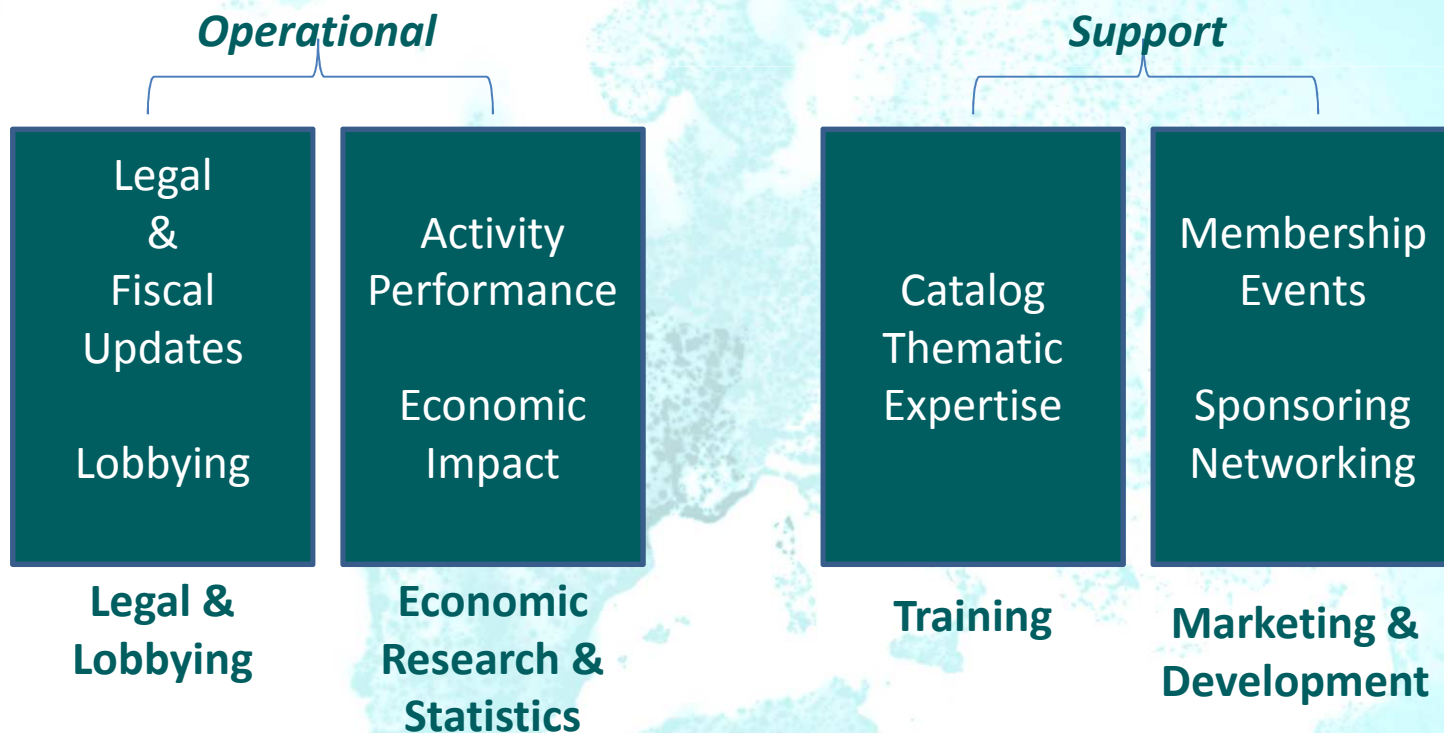 Operational
Support
Legal
&
Fiscal
Updates
Lobbying
Activity
Performance
Economic
Impact
Catalog
Thematic
Expertise
Membership
Events
Sponsoring
Networking
Legal &
Lobbying
Economic
Research &
Statistics
Training
Marketing &
Development